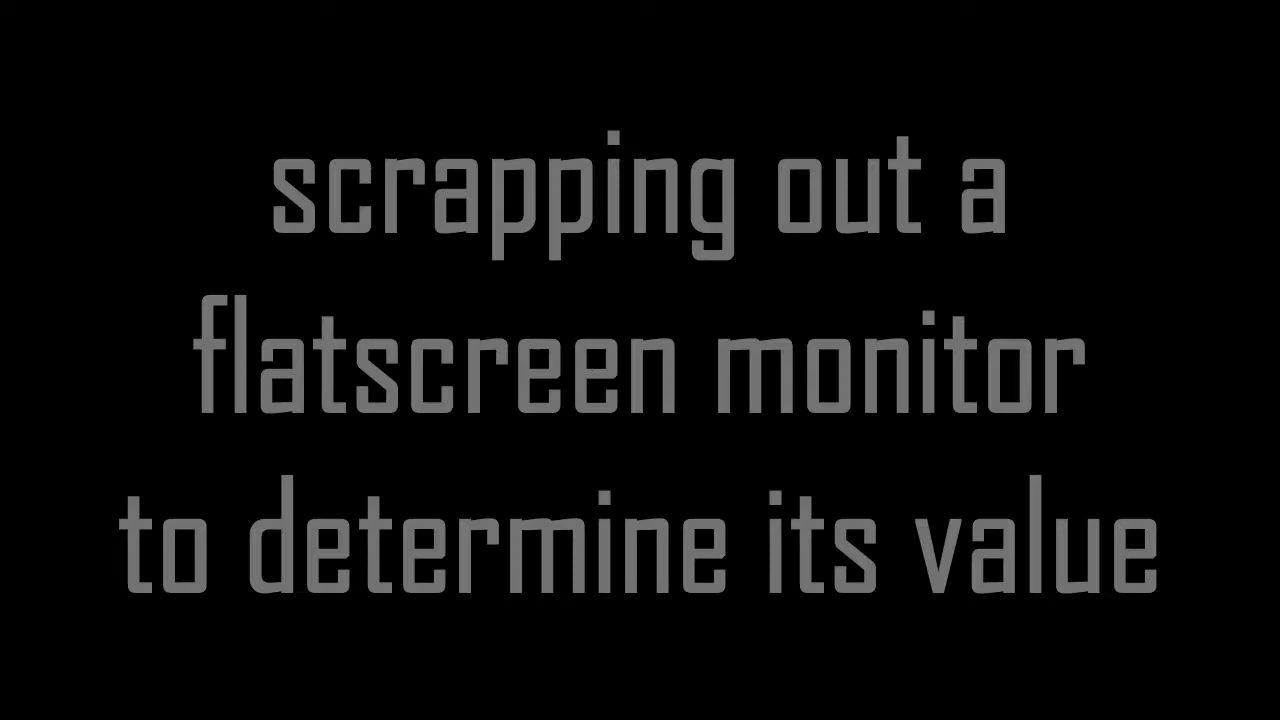 scrapping out a
flatscreen monitor
to determine its value